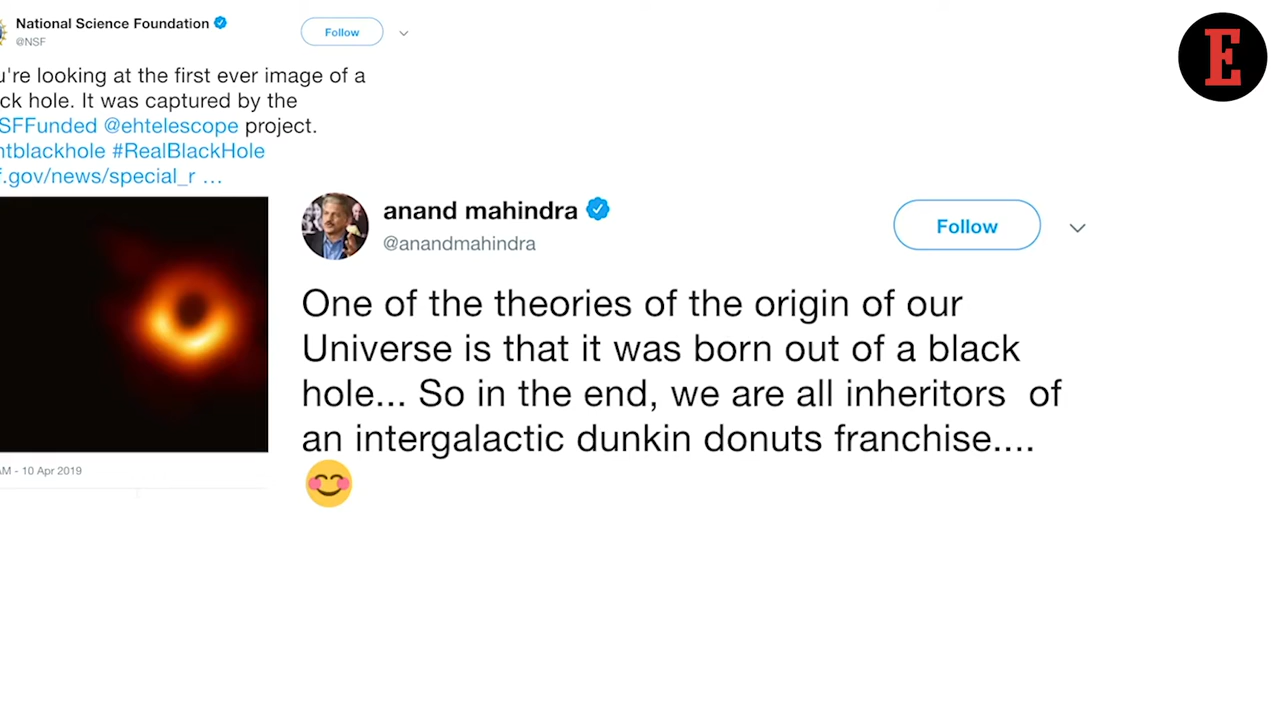 National Science Foundation
@NSF
Follow
u're looking at the first ever image of a
ck hole. It was captured by the
SFFunded @ehtelescope project.
ntblackhole #RealBlackHole
f.gov/news/special_r ...
AM - 10 Apr 2019
anand mahindra
@anandmahindra
Follow
One of the theories of the origin of our
Universe is that it was born out of a black
hole... So in the end, we are all inheritors of
an intergalactic dunkin donuts franchise....
E